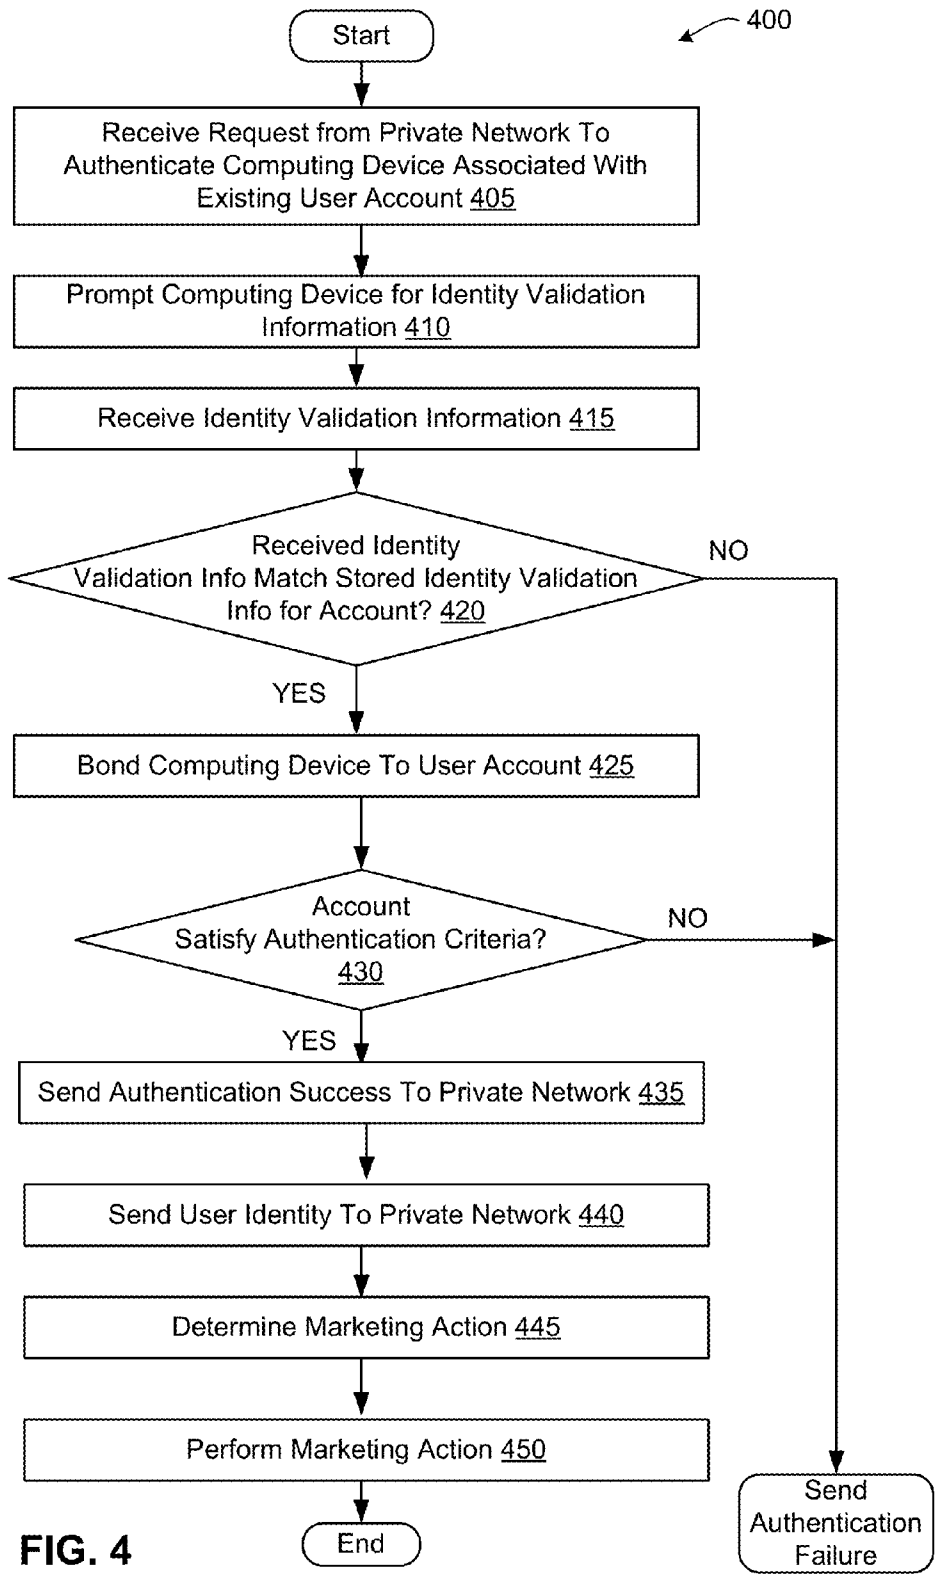 Start
400
Receive Request from Private Network To
Authenticate Computing Device Associated With
Existing User Account 405
Prompt Computing Device for Identity Validation
Information 410
Receive Identity Validation Information 415
Received Identity
Validation Info Match Stored Identity Validation
Info for Account? 420
NO
YES
Bond Computing Device To User Account 425
Account
Satisfy Authentication Criteria?
430
NO
YES
Send Authentication Success To Private Network 435
Send User Identity To Private Network 440
Determine Marketing Action 445
Perform Marketing Action 450
Send
Authentication
Failure
End
FIG. 4